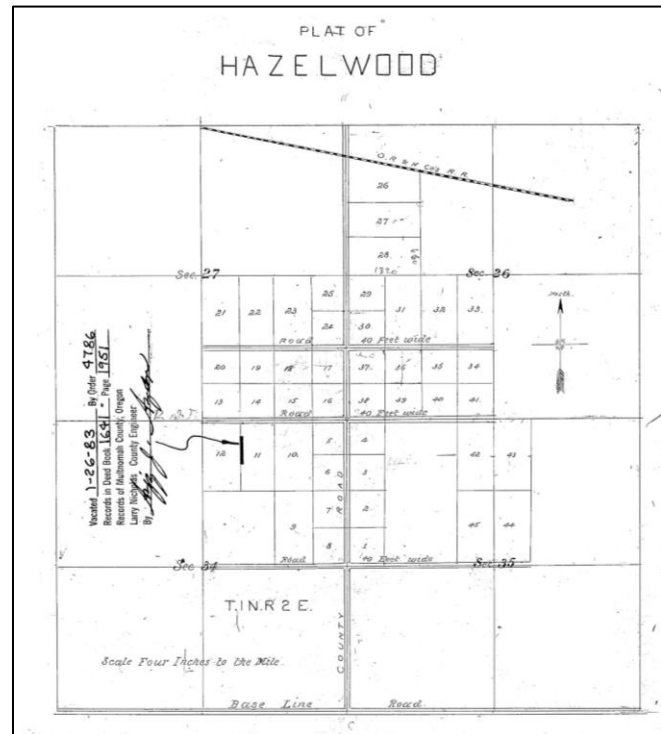 PLAT OF
HAZELWOOD
O. R & N Co's R.R.
26
27
28
1320
Sec. 27
Sec. 26
North
21 22 23 25 29 31 32 33
24 30
Road 40 Feet wide
20 19 18 17 37 36 35 34
13 14 15 16 38 39 40 41
Road 40 Feet wide
12 11 10 5 4 42 43
6 3
7 2
9 8 1 45 44
ROAD
Road 40 Feet wide
Sec 34
Sec. 35
Vacated 1-26-83 By Order 4786
Records in Deed Book 1641 - Page 1951
Records of Multnomah County, Oregon
Larry Nicholas County Engineer
By
T.1N.R 2 E.
COUNTY
Scale Four Inches to the Mile.
Base Line Road.